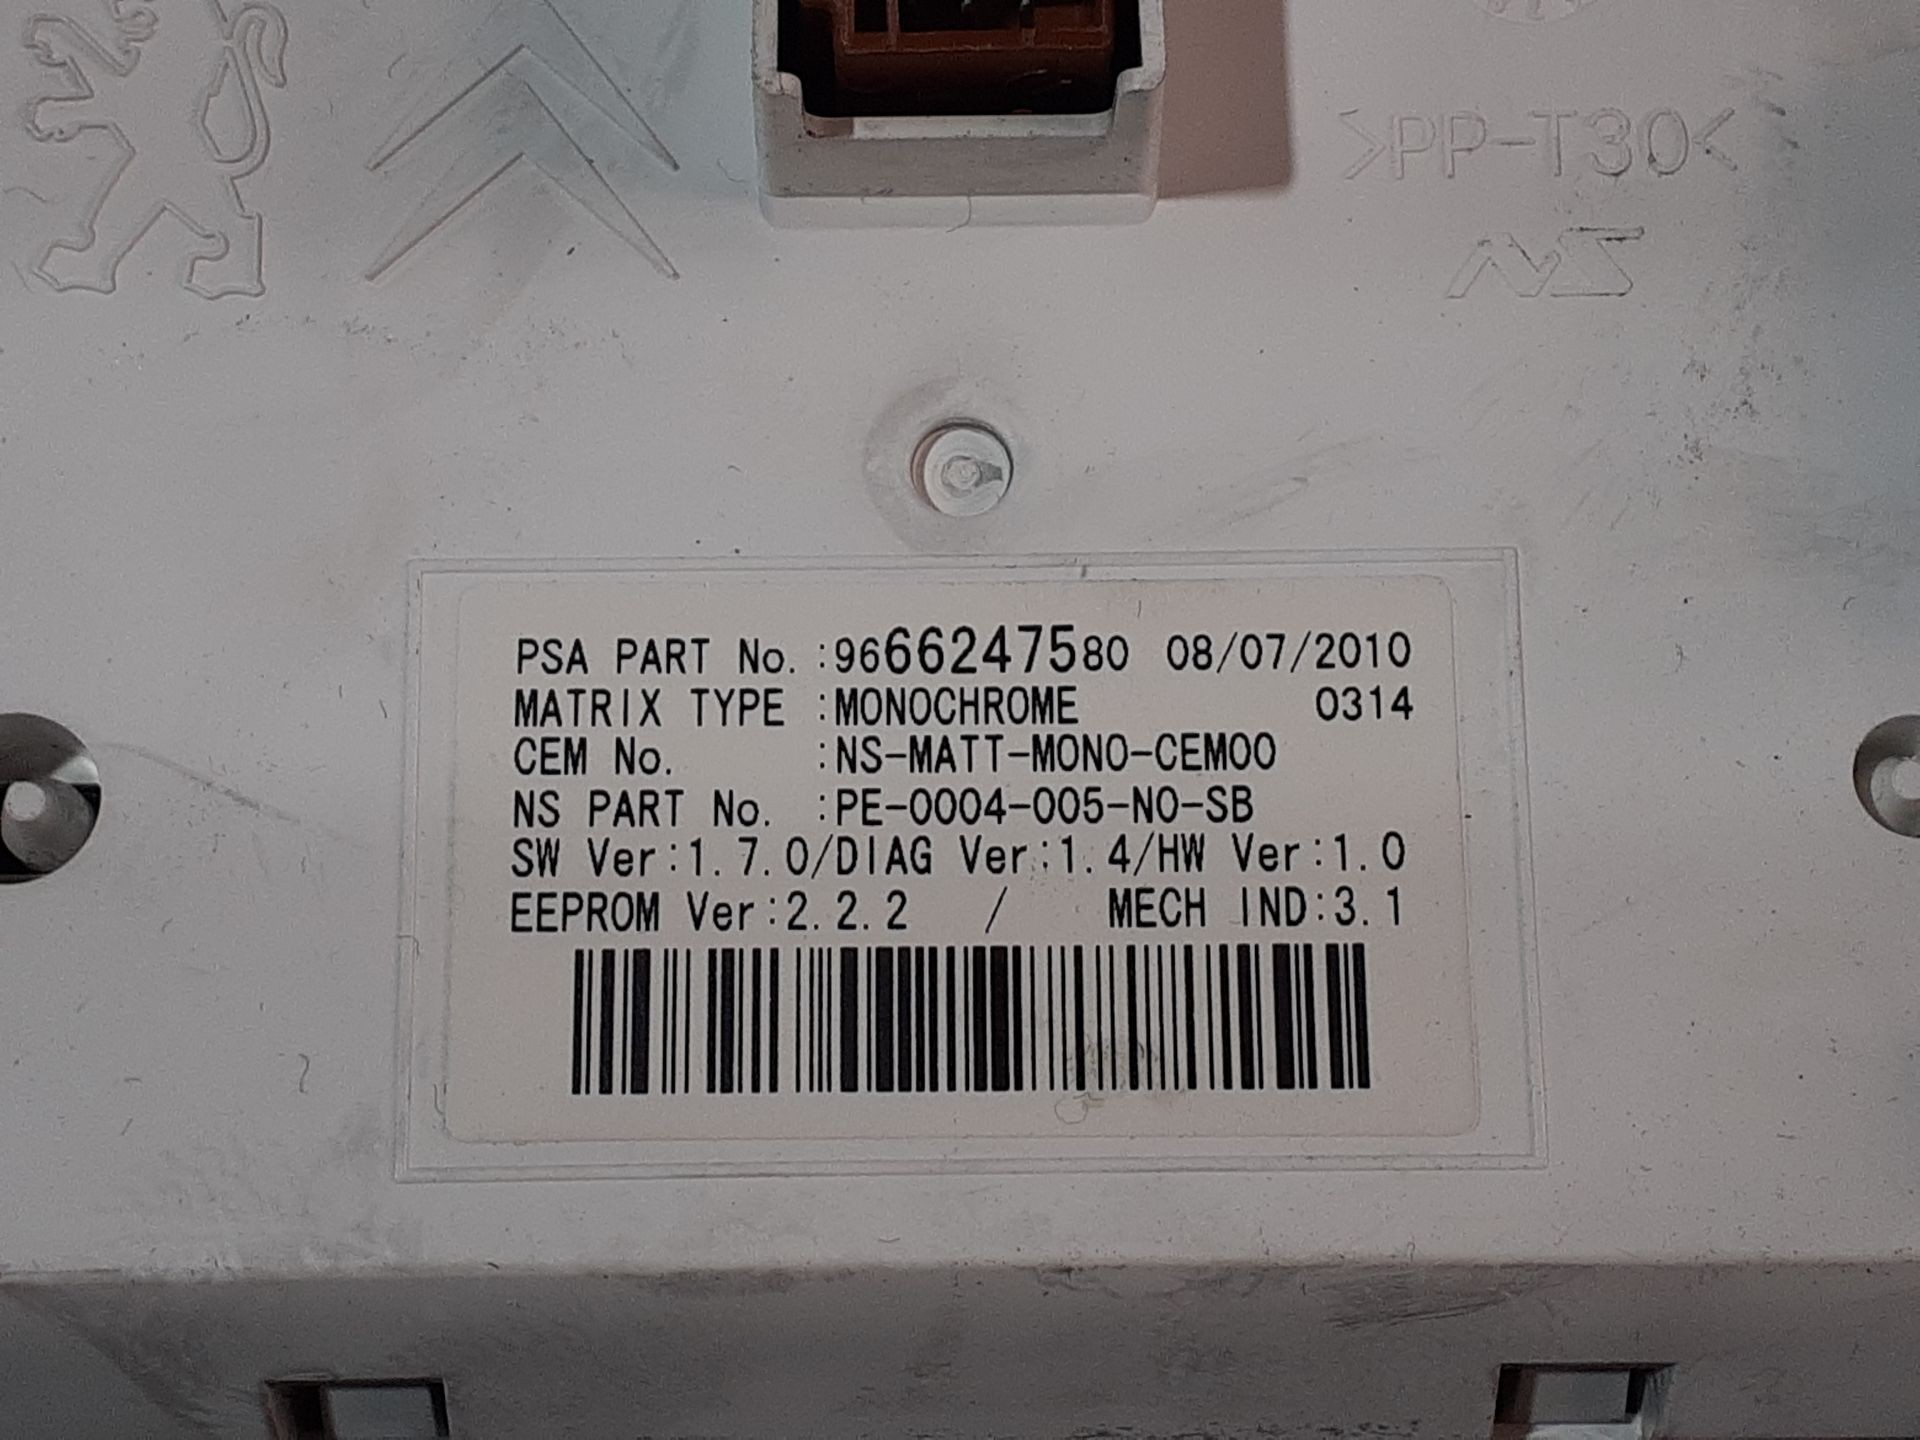 >PP-T30<
NS
PSA PART No. :9666247580 08/07/2010
MATRIX TYPE :MONOCHROME 0314
CEM No. :NS-MATT-MONO-CEM00
NS PART No. :PE-0004-005-N0-SB
SW Ver:1.7.0/DIAG Ver:1.4/HW Ver:1.0
EEPROM Ver:2.2.2 / MECH IND:3.1